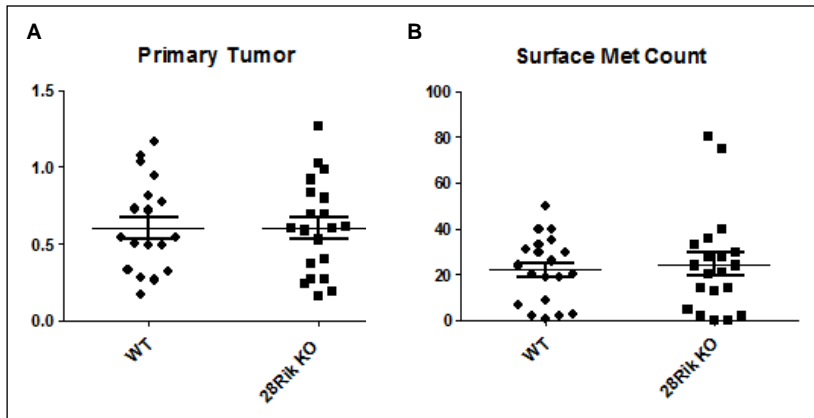 A
Primary Tumor
1.5
1.0
0.5
0.0
WT
28Rik KO
B
Surface Met Count
100
80
60
40
20
0
WT
28Rik KO